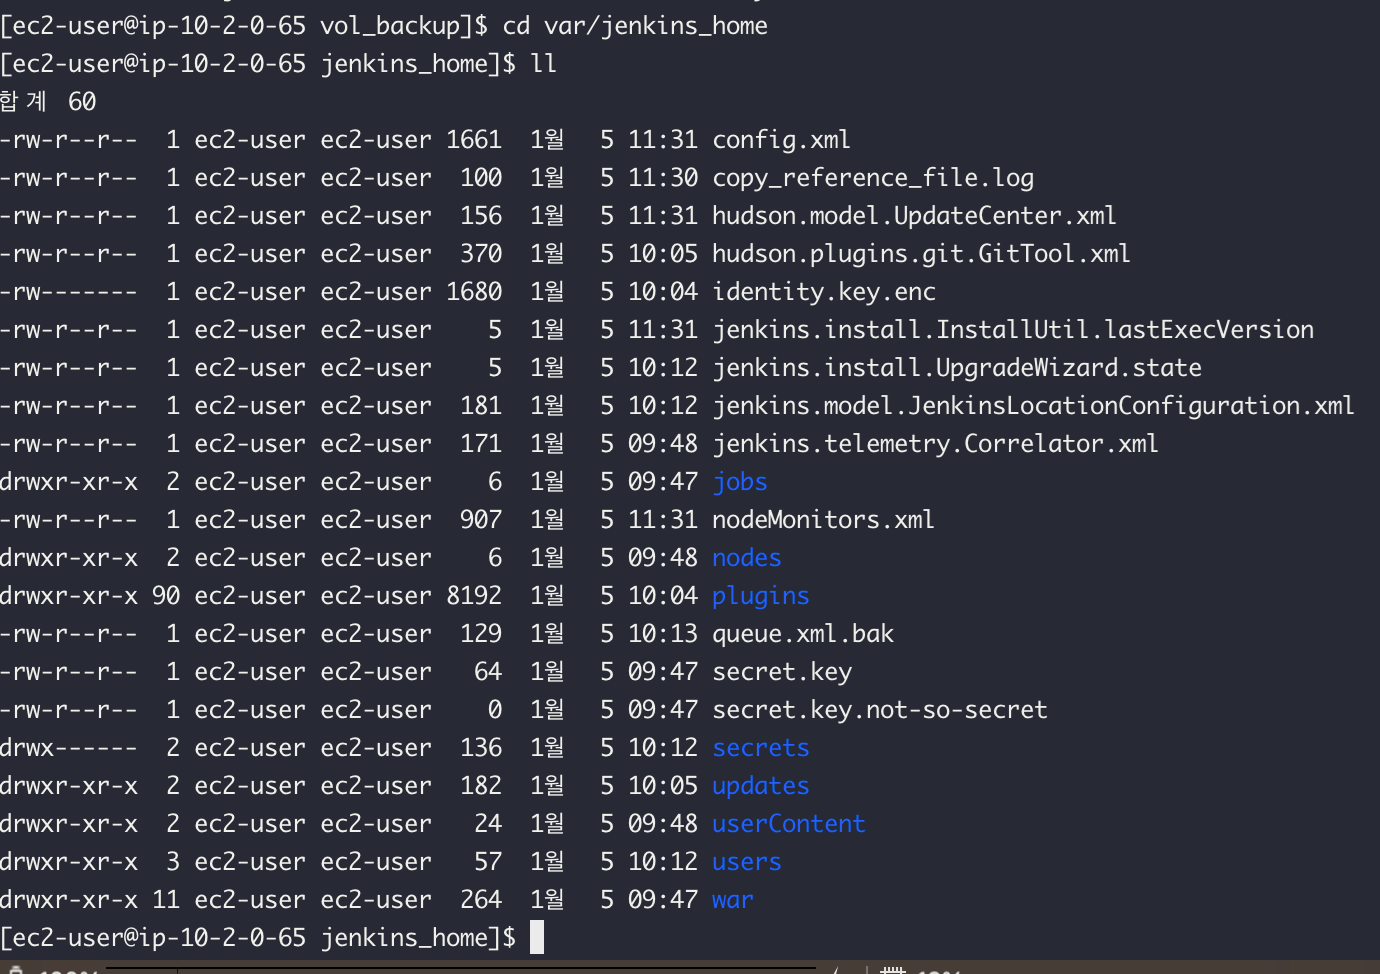 [ec2-user@ip-10-2-0-65 vol_backup]$ cd var/jenkins_home
[ec2-user@ip-10-2-0-65 jenkins_home]$ ll
합계 60
-rw-r--r-- 1 ec2-user ec2-user 1661 1월 5 11:31 config.xml
-rw-r--r-- 1 ec2-user ec2-user 100 1월 5 11:30 copy_reference_file.log
-rw-r--r-- 1 ec2-user ec2-user 156 1월 5 11:31 hudson.model.UpdateCenter.xml
-rw-r--r-- 1 ec2-user ec2-user 370 1월 5 10:05 hudson.plugins.git.GitTool.xml
-rw------- 1 ec2-user ec2-user 1680 1월 5 10:04 identity.key.enc
-rw-r--r-- 1 ec2-user ec2-user 5 1월 5 11:31 jenkins.install.InstallUtil.lastExecVersion
-rw-r--r-- 1 ec2-user ec2-user 5 1월 5 10:12 jenkins.install.UpgradeWizard.state
-rw-r--r-- 1 ec2-user ec2-user 181 1월 5 10:12 jenkins.model.JenkinsLocationConfiguration.xml
-rw-r--r-- 1 ec2-user ec2-user 171 1월 5 09:48 jenkins.telemetry.Correlator.xml
drwxr-xr-x 2 ec2-user ec2-user 6 1월 5 09:47 jobs
-rw-r--r-- 1 ec2-user ec2-user 907 1월 5 11:31 nodeMonitors.xml
drwxr-xr-x 2 ec2-user ec2-user 6 1월 5 09:48 nodes
drwxr-xr-x 90 ec2-user ec2-user 8192 1월 5 10:04 plugins
-rw-r--r-- 1 ec2-user ec2-user 129 1월 5 10:13 queue.xml.bak
-rw-r--r-- 1 ec2-user ec2-user 64 1월 5 09:47 secret.key
-rw-r--r-- 1 ec2-user ec2-user 0 1월 5 09:47 secret.key.not-so-secret
drwx------ 2 ec2-user ec2-user 136 1월 5 10:12 secrets
drwxr-xr-x 2 ec2-user ec2-user 182 1월 5 10:05 updates
drwxr-xr-x 2 ec2-user ec2-user 24 1월 5 09:48 userContent
drwxr-xr-x 3 ec2-user ec2-user 57 1월 5 10:12 users
drwxr-xr-x 11 ec2-user ec2-user 264 1월 5 09:47 war
[ec2-user@ip-10-2-0-65 jenkins_home]$